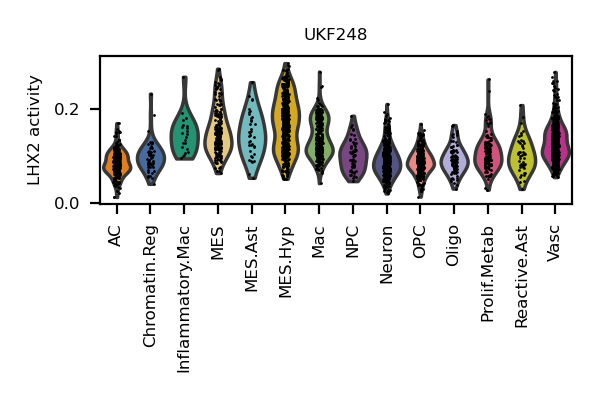 UKF248
LHX2 activity
0.2
0.0
AC
Chromatin.Reg
Inflammatory.Mac
MES
MES.Ast
MES.Hyp
Mac
NPC
Neuron
OPC
Oligo
Prolif.Metab
Reactive.Ast
Vasc